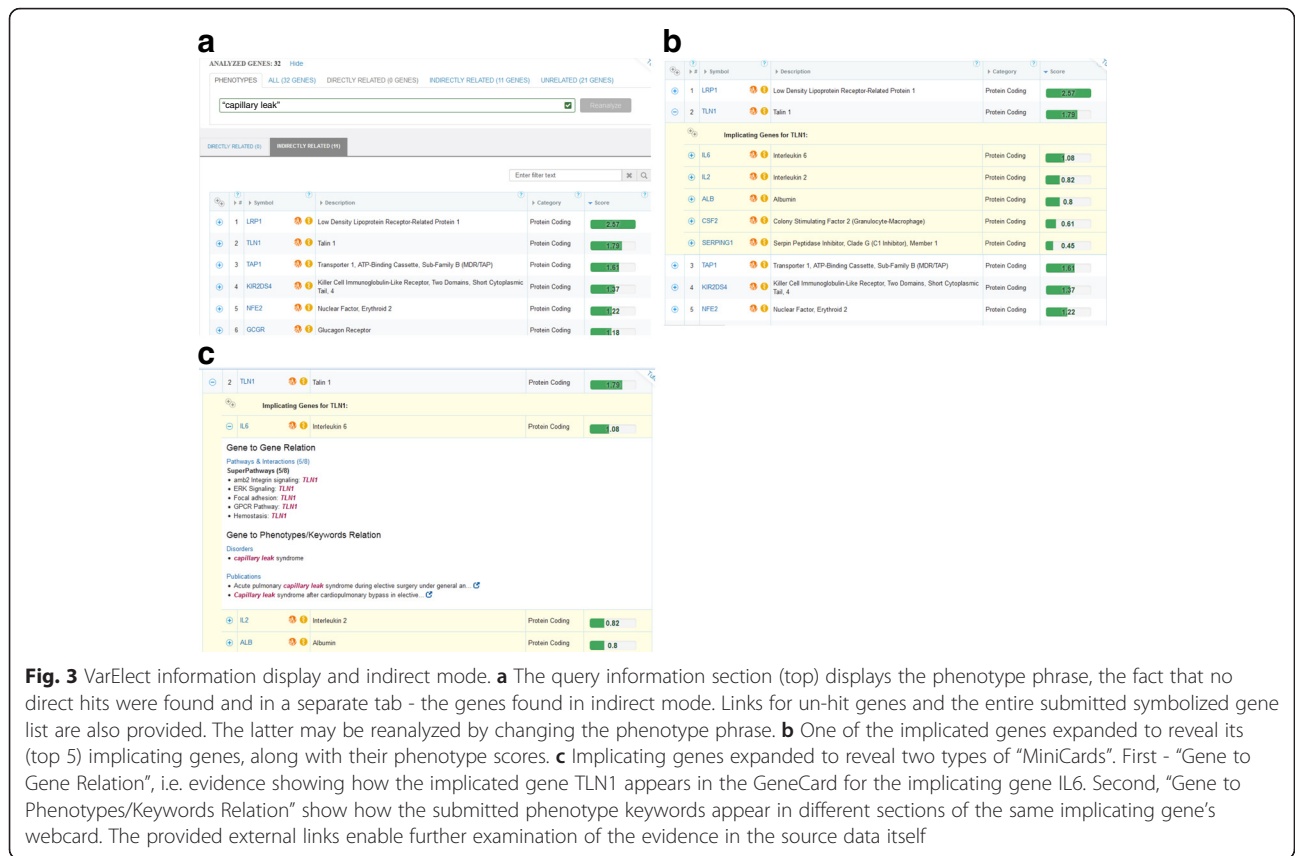 a
ANALYZED GENES: 32 Hide
PHENOTYPES ALL (32 GENES) DIRECTLY RELATED (0 GENES) INDIRECTLY RELATED (11 GENES) UNRELATED (21 GENES)
"capillary leak" Reanalyze
DIRECTLY RELATED (0) INDIRECTLY RELATED (11)
Enter filter text
# Symbol Description Category Score
1 LRP1 Low Density Lipoprotein Receptor-Related Protein 1 Protein Coding 2.57
2 TLN1 Talin 1 Protein Coding 1.79
3 TAP1 Transporter 1, ATP-Binding Cassette, Sub-Family B (MDR/TAP) Protein Coding 1.61
4 KIR2DS4 Killer Cell Immunoglobulin-Like Receptor, Two Domains, Short Cytoplasmic Tail, 4 Protein Coding 1.37
5 NFE2 Nuclear Factor, Erythroid 2 Protein Coding 1.22
6 GCGR Glucagon Receptor Protein Coding 1.18
b
# Symbol Description Category Score
1 LRP1 Low Density Lipoprotein Receptor-Related Protein 1 Protein Coding 2.57
2 TLN1 Talin 1 Protein Coding 1.79
Implicating Genes for TLN1:
IL6 Interleukin 6 Protein Coding 1.08
IL2 Interleukin 2 Protein Coding 0.82
ALB Albumin Protein Coding 0.8
CSF2 Colony Stimulating Factor 2 (Granulocyte-Macrophage) Protein Coding 0.61
SERPING1 Serpin Peptidase Inhibitor, Clade G (C1 Inhibitor), Member 1 Protein Coding 0.45
3 TAP1 Transporter 1, ATP-Binding Cassette, Sub-Family B (MDR/TAP) Protein Coding 1.61
4 KIR2DS4 Killer Cell Immunoglobulin-Like Receptor, Two Domains, Short Cytoplasmic Tail, 4 Protein Coding 1.37
5 NFE2 Nuclear Factor, Erythroid 2 Protein Coding 1.22
c
2 TLN1 Talin 1 Protein Coding 1.79
Implicating Genes for TLN1:
IL6 Interleukin 6 Protein Coding 1.08
Gene to Gene Relation
Pathways & Interactions (5/8)
SuperPathways (5/8)
• amb2 Integrin signaling: TLN1
• ERK Signaling: TLN1
• Focal adhesion: TLN1
• GPCR Pathway: TLN1
• Hemostasis: TLN1
Gene to Phenotypes/Keywords Relation
Disorders
• capillary leak syndrome
Publications
• Acute pulmonary capillary leak syndrome during elective surgery under general an...
• Capillary leak syndrome after cardiopulmonary bypass in elective...
IL2 Interleukin 2 Protein Coding 0.82
ALB Albumin Protein Coding 0.8
Fig. 3 VarElect information display and indirect mode. a The query information section (top) displays the phenotype phrase, the fact that no
direct hits were found and in a separate tab - the genes found in indirect mode. Links for un-hit genes and the entire submitted symbolized gene
list are also provided. The latter may be reanalyzed by changing the phenotype phrase. b One of the implicated genes expanded to reveal its
(top 5) implicating genes, along with their phenotype scores. c Implicating genes expanded to reveal two types of "MiniCards". First - "Gene to
Gene Relation", i.e. evidence showing how the implicated gene TLN1 appears in the GeneCard for the implicating gene IL6. Second, "Gene to
Phenotypes/Keywords Relation" show how the submitted phenotype keywords appear in different sections of the same implicating gene's
webcard. The provided external links enable further examination of the evidence in the source data itself